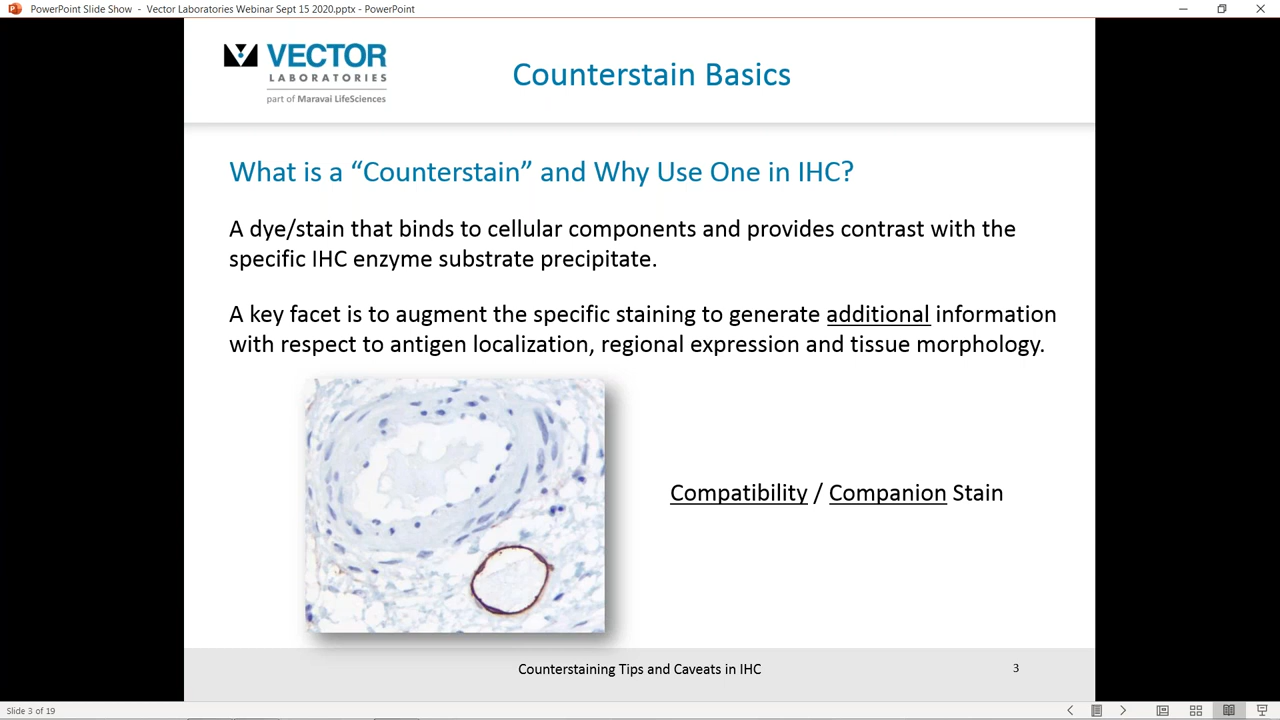 PowerPoint Slide Show - Vector Laboratories Webinar Sept 15 2020.pptx - PowerPoint
VECTOR
LABORATORIES
part of Maravai LifeSciences
Counterstain Basics
What is a “Counterstain” and Why Use One in IHC?
A dye/stain that binds to cellular components and provides contrast with the
specific IHC enzyme substrate precipitate.
A key facet is to augment the specific staining to generate additional information
with respect to antigen localization, regional expression and tissue morphology.
Compatibility / Companion Stain
Counterstaining Tips and Caveats in IHC
3
Slide 3 of 19